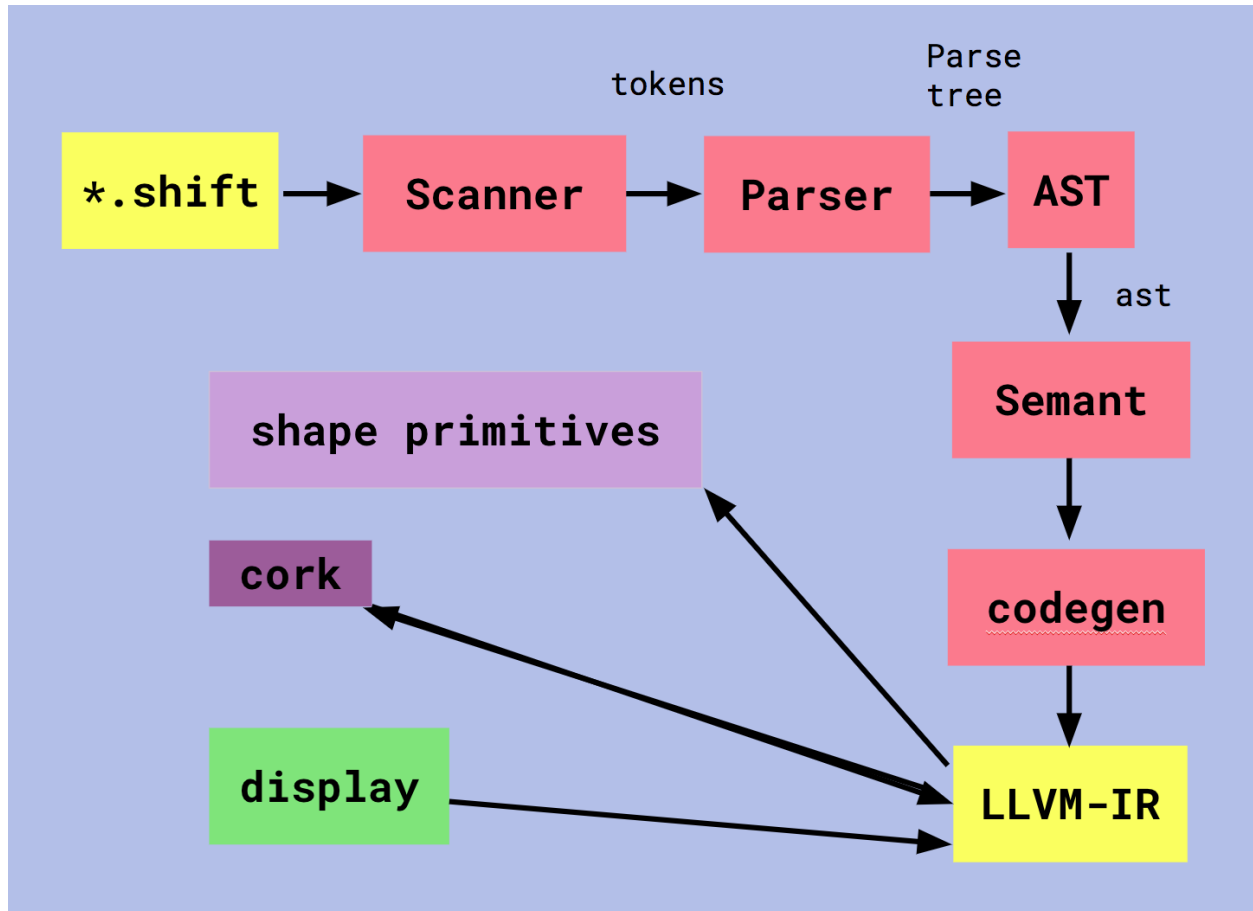 Parse
tree
tokens
*.shift
Scanner
Parser
AST
ast
Semant
shape primitives
cork
codegen
display
LLVM-IR